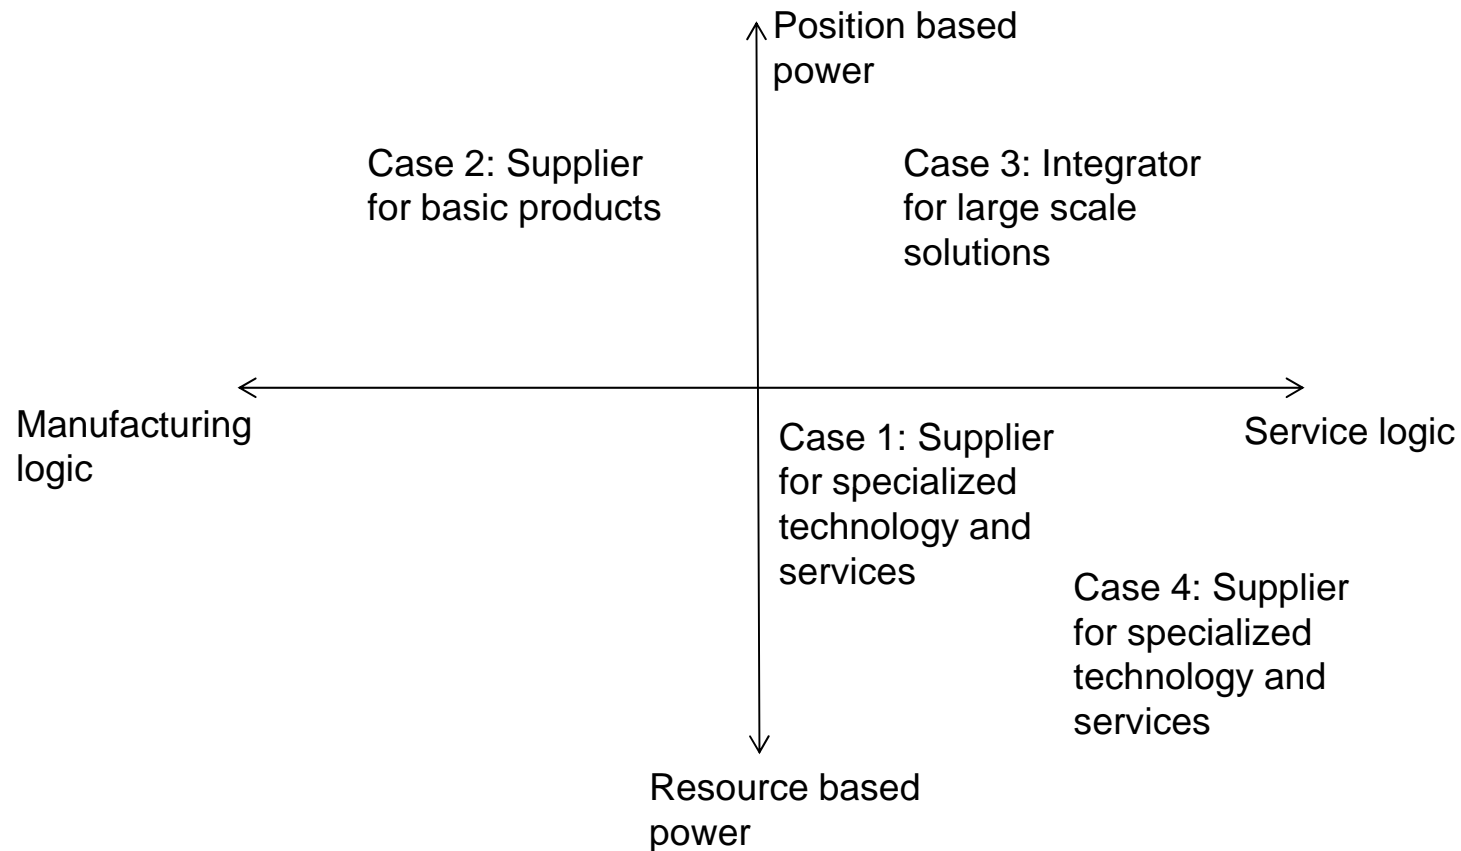 Position based
power
Case 2: Supplier
for basic products
Case 3: Integrator
for large scale
solutions
Manufacturing
logic
Service logic
Case 1: Supplier
for specialized
technology and
services
Case 4: Supplier
for specialized
technology and
services
Resource based
power